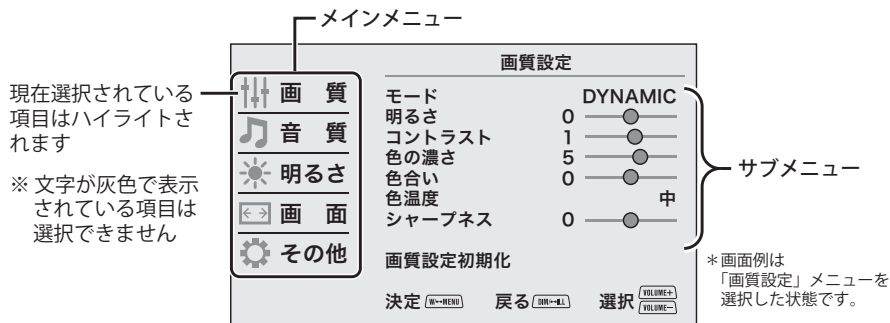 メインメニュー
現在選択されている
項目はハイライトさ
れます
※ 文字が灰色で表示
されている項目は
選択できません
画 質
音 質
明るさ
画 面
その他
画質設定
モード DYNAMIC
明るさ 0
コントラスト 1
色の濃さ 5
色合い 0
色温度 中
シャープネス 0
画質設定初期化
決定 W↔MENU 戻る DIM↔ILL 選択 VOLUME+ VOLUME−
サブメニュー
＊画面例は
「画質設定」メニューを
選択した状態です。